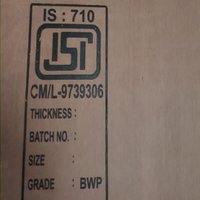 IS : 710
ISI
CM/L-9739306
THICKNESS :
BATCH NO. :
SIZE :
GRADE : BWP